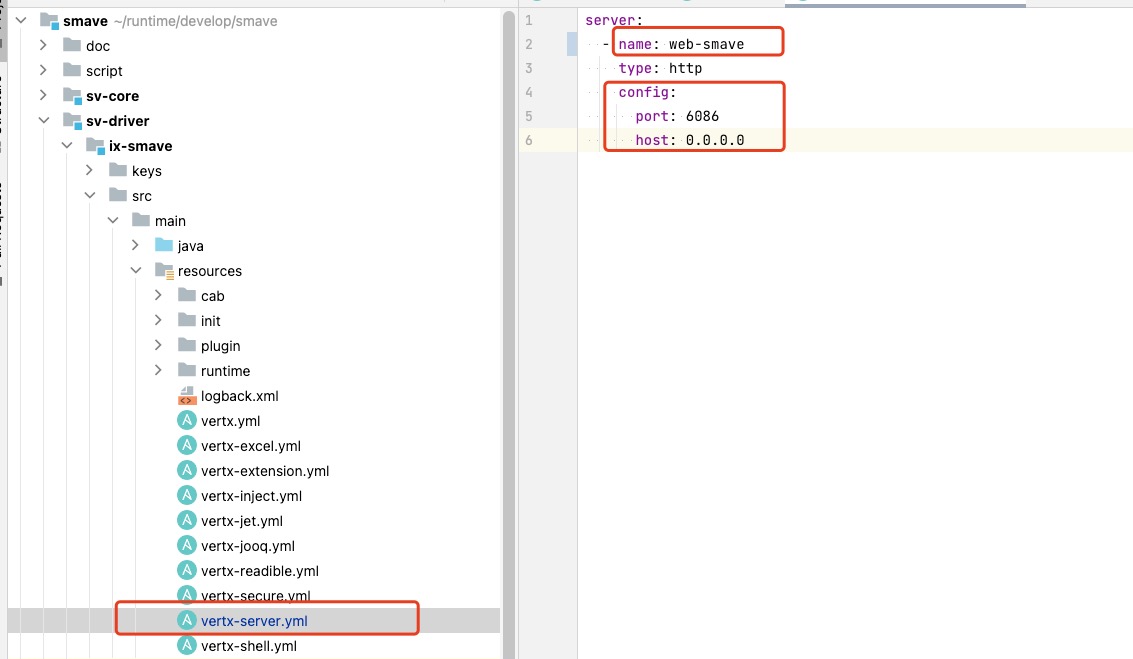 smave ~/runtime/develop/smave
doc
script
sv-core
sv-driver
ix-smave
keys
src
main
java
resources
cab
init
plugin
runtime
logback.xml
vertx.yml
vertx-excel.yml
vertx-extension.yml
vertx-inject.yml
vertx-jet.yml
vertx-jooq.yml
vertx-readible.yml
vertx-secure.yml
vertx-server.yml
vertx-shell.yml
1 server:
2 - name: web-smave
3 type: http
4 config:
5 port: 6086
6 host: 0.0.0.0